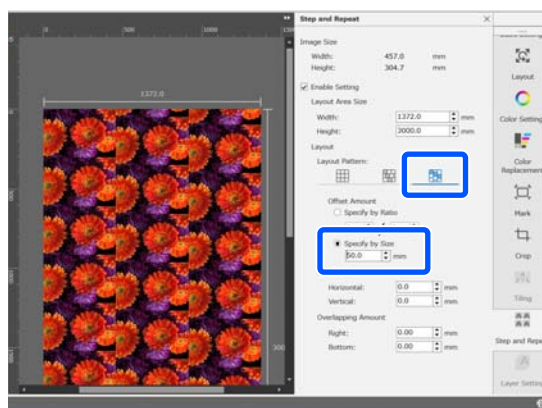 Step and Repeat
Image Size
Width: 457.0 mm
Height: 304.7 mm
Enable Setting
Layout Area Size
Width: 1372.0 mm
Height: 3000.0 mm
Layout
Layout Pattern:
Offset Amount
Specify by Ratio
Specify by Size
50.0 mm
Horizontal: 0.0 mm
Vertical: 0.0 mm
Overlapping Amount
Right: 0.00 mm
Bottom: 0.00 mm
0 500 1000
1372.0
Layout
Color Setting
Color
Replacement
Mark
Crop
Tiling
Step and Repe
Layer Setting